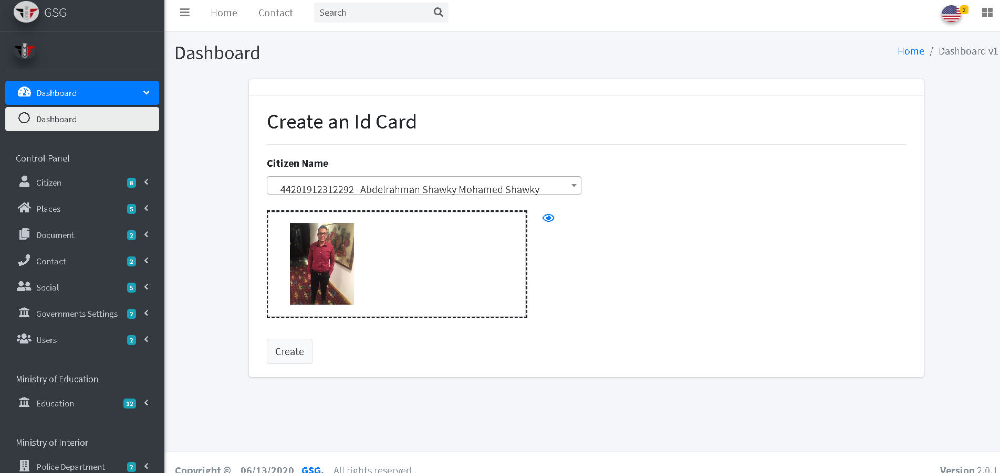 GSG
Home
Contact
Search
2
Dashboard
Home / Dashboard v1
Dashboard
Dashboard
Control Panel
Citizen 8
Places 5
Document 2
Contact 2
Social 5
Governments Settings 2
Users 2
Ministry of Education
Education 12
Ministry of Interior
Police Department 2
Create an Id Card
Citizen Name
44201912312292 Abdelrahman Shawky Mohamed Shawky
Create
Copyright © 06/13/2020 GSG. All rights reserved .
Version 2.0.1